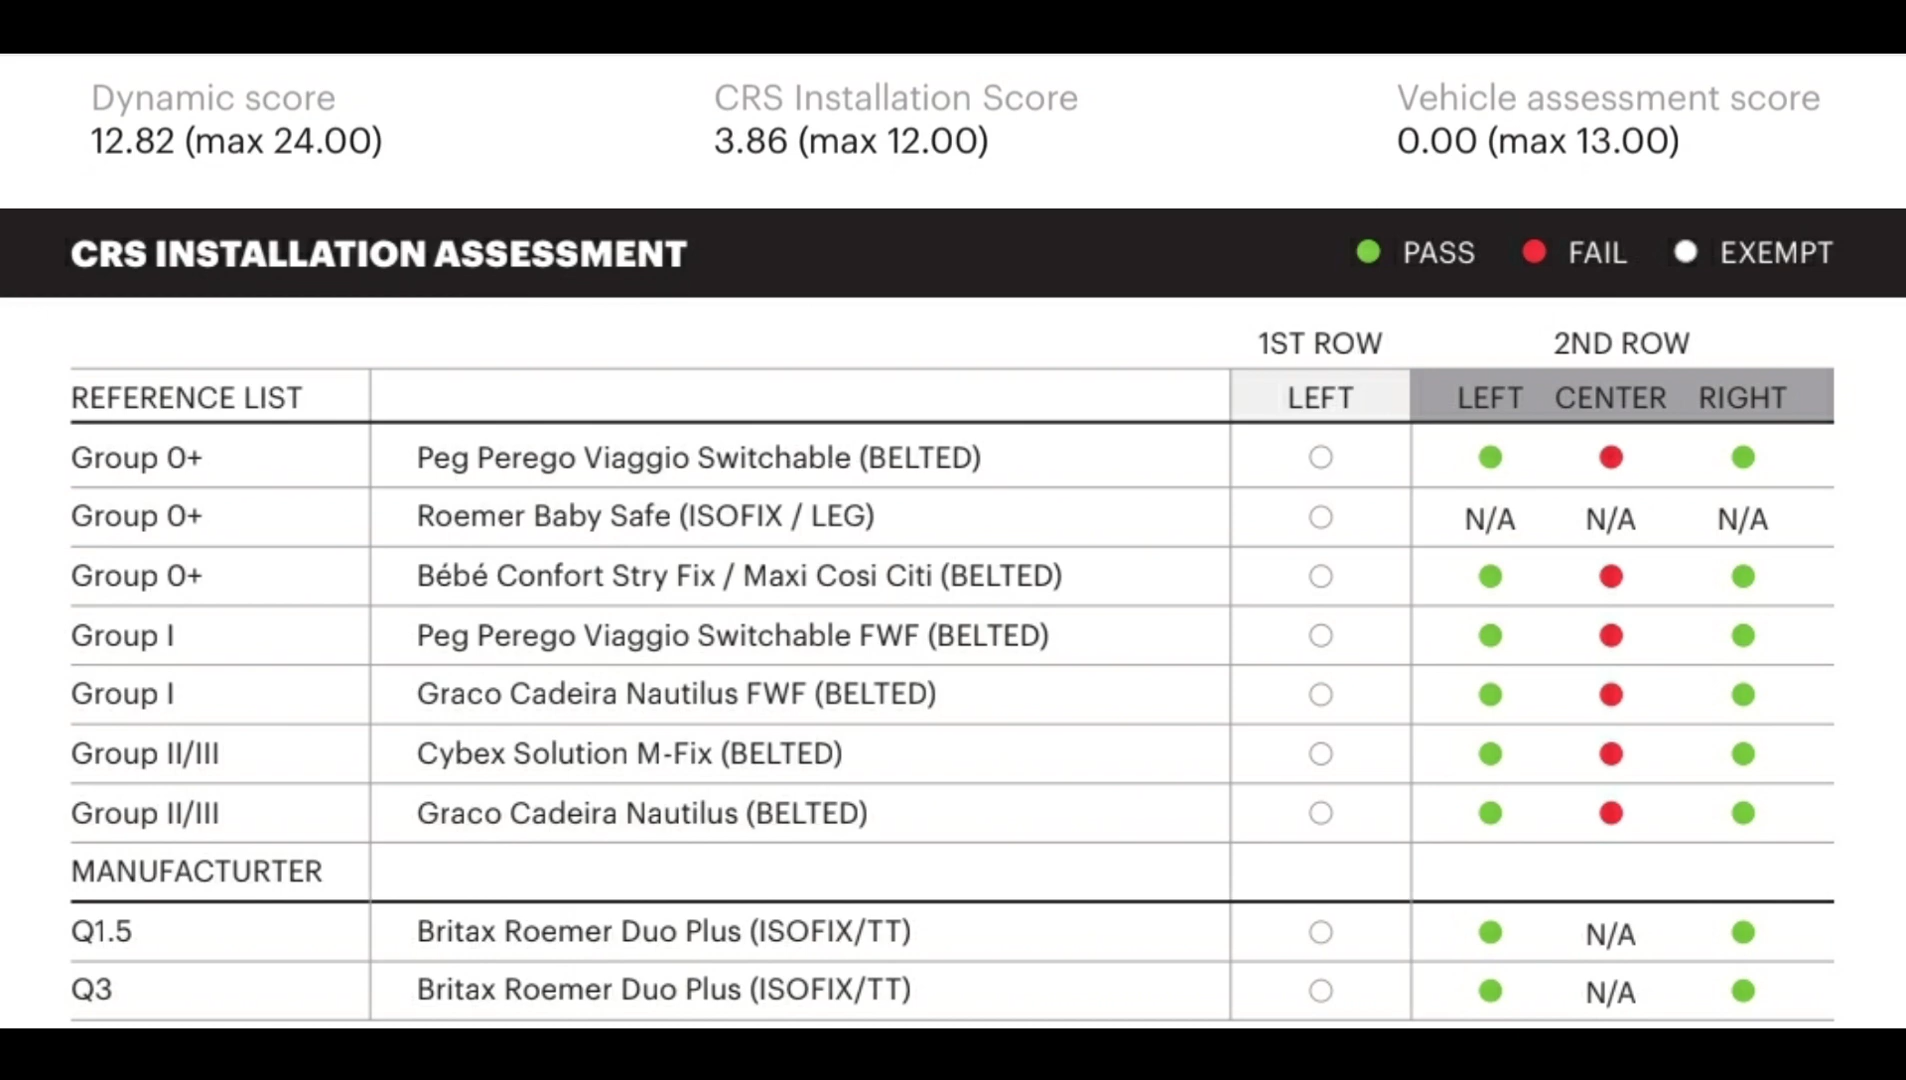 Dynamic score CRS Installation Score Vehicle assessment score
12.82 (max 24.00) 3.86 (max 12.00) 0.00 (max 13.00)
CRS INSTALLATION ASSESSMENT PASS FAIL EXEMPT
1ST ROW 2ND ROW
REFERENCE LIST LEFT LEFT CENTER RIGHT
Group 0+ Peg Perego Viaggio Switchable (BELTED)
Group 0+ Roemer Baby Safe (ISOFIX / LEG) N/A N/A N/A
Group 0+ Bébé Confort Stry Fix / Maxi Cosi Citi (BELTED)
Group I Peg Perego Viaggio Switchable FWF (BELTED)
Group I Graco Cadeira Nautilus FWF (BELTED)
Group II/III Cybex Solution M-Fix (BELTED)
Group II/III Graco Cadeira Nautilus (BELTED)
MANUFACTURTER
Q1.5 Britax Roemer Duo Plus (ISOFIX/TT) N/A
Q3 Britax Roemer Duo Plus (ISOFIX/TT) N/A